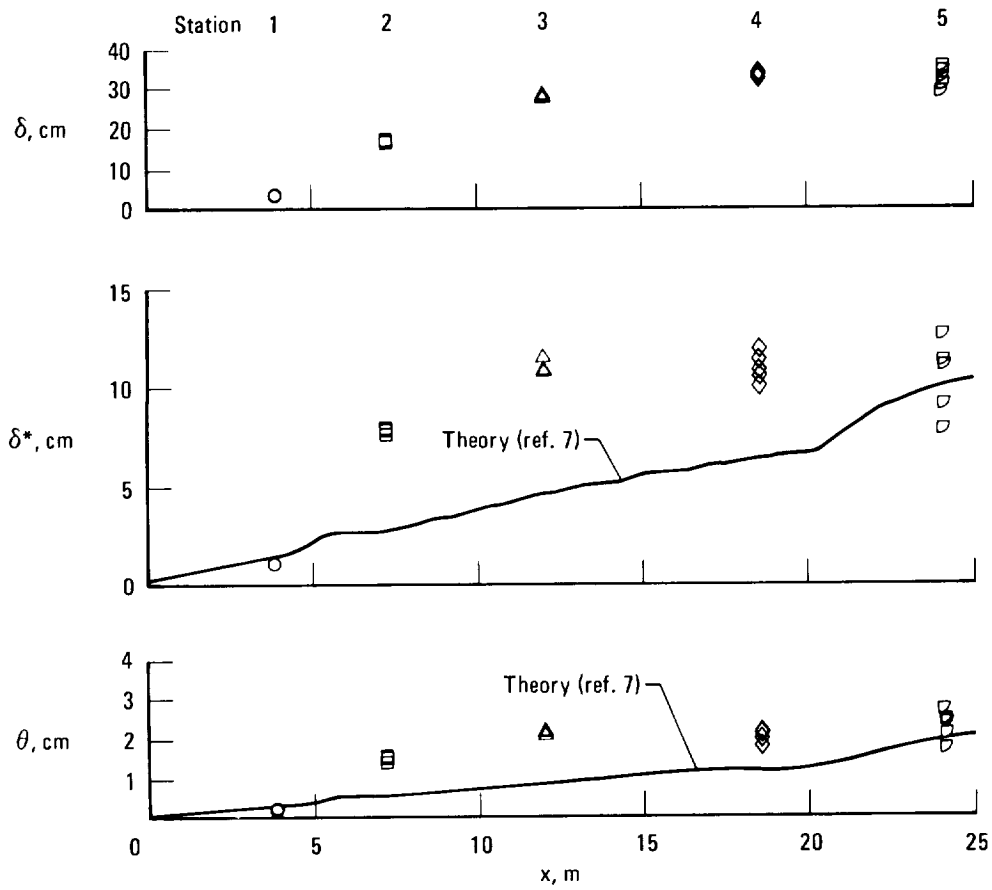 Station 1 2 3 4 5
40
30
δ, cm
20
10
0
15
10
δ*, cm
Theory (ref. 7)
5
0
4
3
Theory (ref. 7)
θ, cm
2
1
0 5 10 15 20 25
x, m